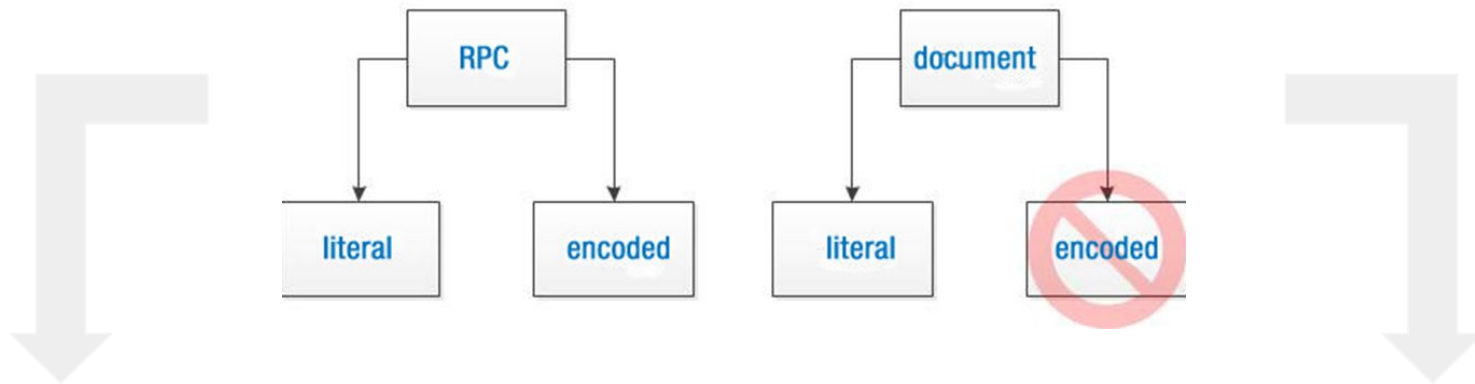 RPC
document
literal
encoded
literal
encoded